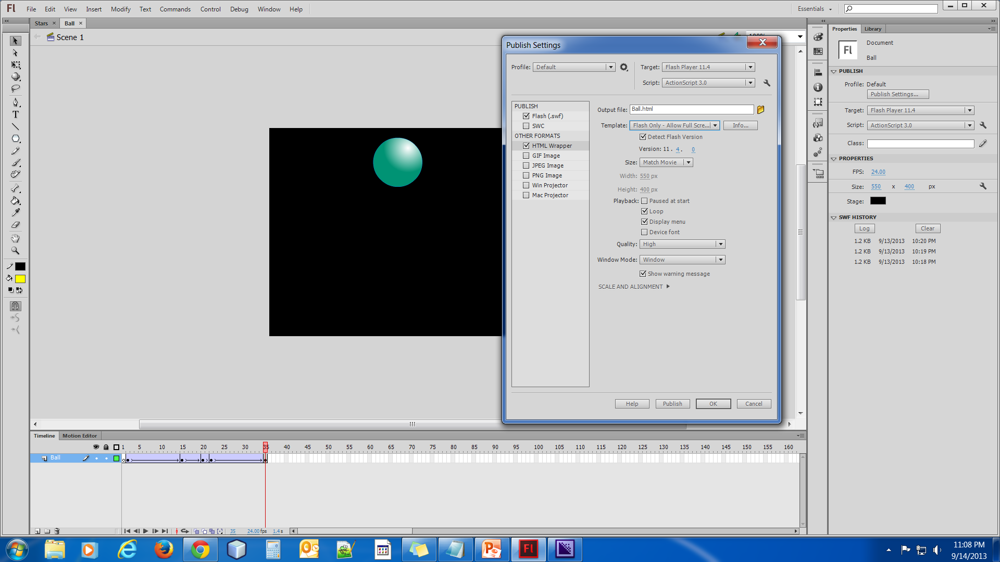 Fl File Edit View Insert Modify Text Commands Control Debug Window Help Essentials
Stars × Ball ×
Scene 1
Publish Settings
Profile: Default Target: Flash Player 11.4
Script: ActionScript 3.0
PUBLISH
Flash (.swf)
SWC
OTHER FORMATS
HTML Wrapper
GIF Image
JPEG Image
PNG Image
Win Projector
Mac Projector
Output file: Ball.html
Template: Flash Only - Allow Full Scre... Info...
Detect Flash Version
Version: 11 . 4 . 0
Size: Match Movie
Width: 550 px
Height: 400 px
Playback: Paused at start
Loop
Display menu
Device font
Quality: High
Window Mode: Window
Show warning message
SCALE AND ALIGNMENT
Help Publish OK Cancel
Properties Library
Fl Document
Ball
PUBLISH
Profile: Default
Publish Settings...
Target: Flash Player 11.4
Script: ActionScript 3.0
Class:
PROPERTIES
FPS: 24.00
Size: 550 x 400 px
Stage:
SWF HISTORY
Log Clear
1.2 KB 9/13/2013 10:20 PM
1.2 KB 9/13/2013 10:19 PM
1.2 KB 9/13/2013 10:18 PM
Timeline Motion Editor
1 5 10 15 20 25 30 35 40 45 50 55 60 65 70 75 80 85 90 95 100 105 110 115 120 125 130 135 140 145 150 155 160
Ball
35 24.00 fps 1.4 s
Fl
11:08 PM
9/14/2013